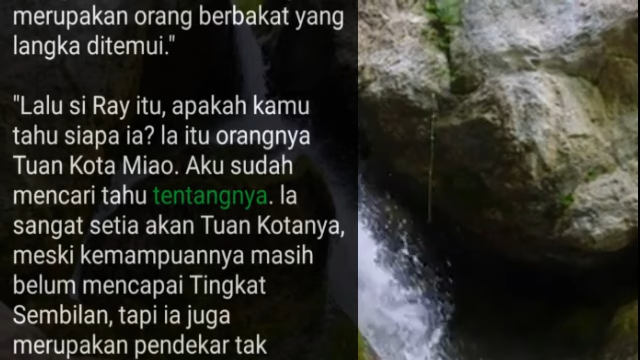 merupakan orang berbakat yang
langka ditemui."
"Lalu si Ray itu, apakah kamu
tahu siapa ia? Ia itu orangnya
Tuan Kota Miao. Aku sudah
mencari tahu tentangnya. Ia
sangat setia akan Tuan Kotanya,
meski kemampuannya masih
belum mencapai Tingkat
Sembilan, tapi ia juga
merupakan pendekar tak